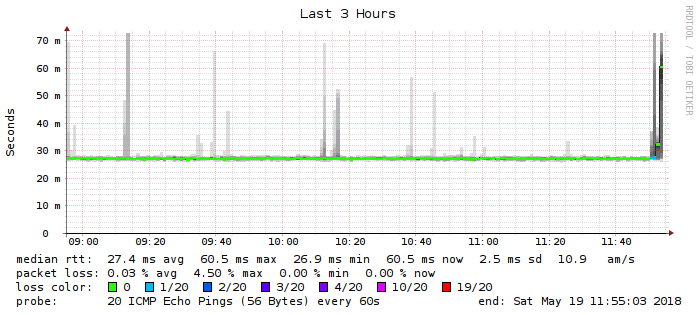 Last 3 Hours
RRDTOOL / TOBI OETIKER
Seconds
70 m
60 m
50 m
40 m
30 m
20 m
10 m
0
09:00 09:20 09:40 10:00 10:20 10:40 11:00 11:20 11:40
median rtt: 27.4 ms avg 60.5 ms max 26.9 ms min 60.5 ms now 2.5 ms sd 10.9 am/s
packet loss: 0.03 % avg 4.50 % max 0.00 % min 0.00 % now
loss color: 0 1/20 2/20 3/20 4/20 10/20 19/20
probe: 20 ICMP Echo Pings (56 Bytes) every 60s end: Sat May 19 11:55:03 2018